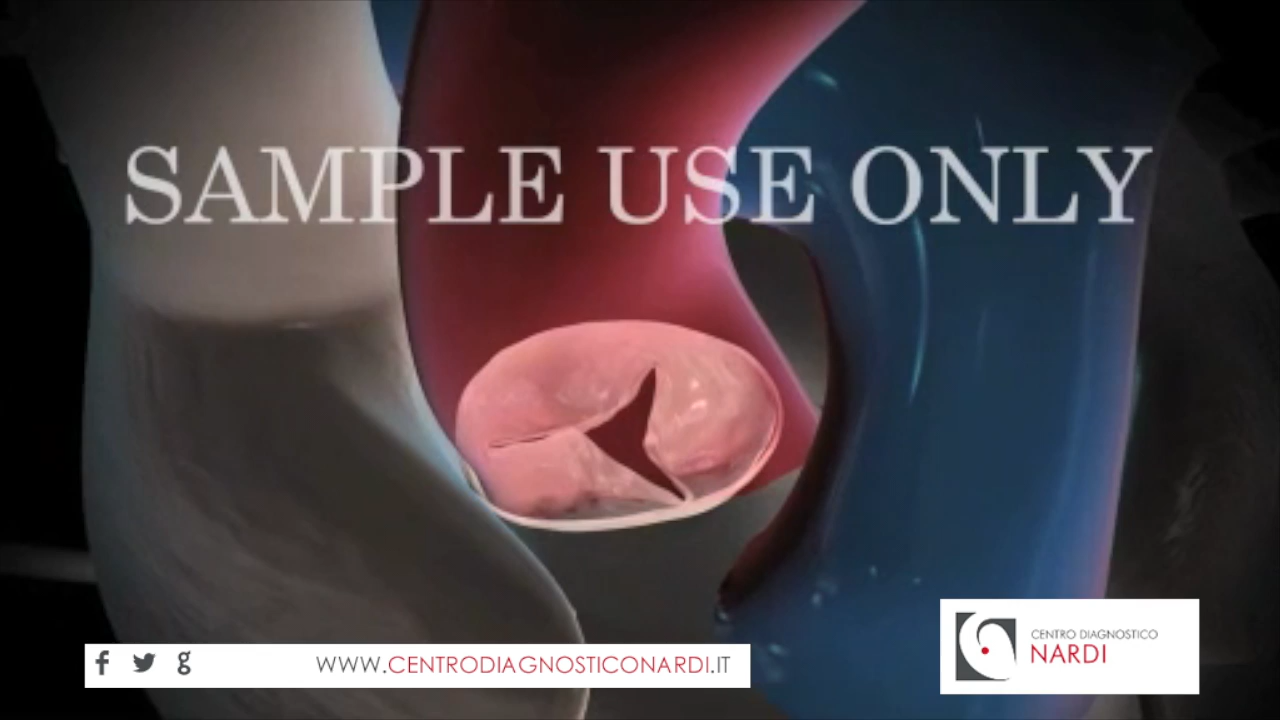 SAMPLE USE ONLY
WWW.CENTRODIAGNOSTICONARDI.IT
CENTRO DIAGNOSTICO
NARDI